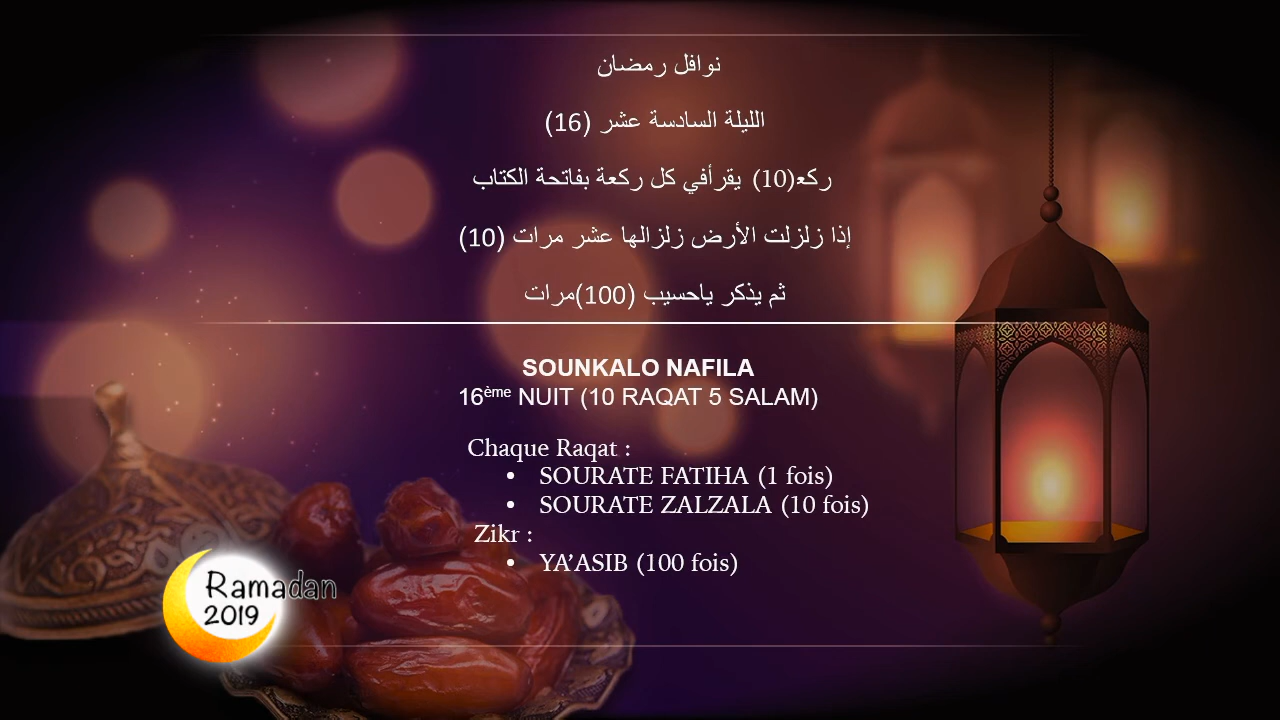 نوافل رمضان
الليلة السادسة عشر (16)
ركع(10) يقرأفي كل ركعة بفاتحة الكتاب
إذا زلزلت الأرض زلزالها عشر مرات (10)
ثم يذكر ياحسيب (100)مرات
SOUNKALO NAFILA
16ème NUIT (10 RAQAT 5 SALAM)
Chaque Raqat :
• SOURATE FATIHA (1 fois)
• SOURATE ZALZALA (10 fois)
Zikr :
• YA’ASIB (100 fois)
Ramadan
2019